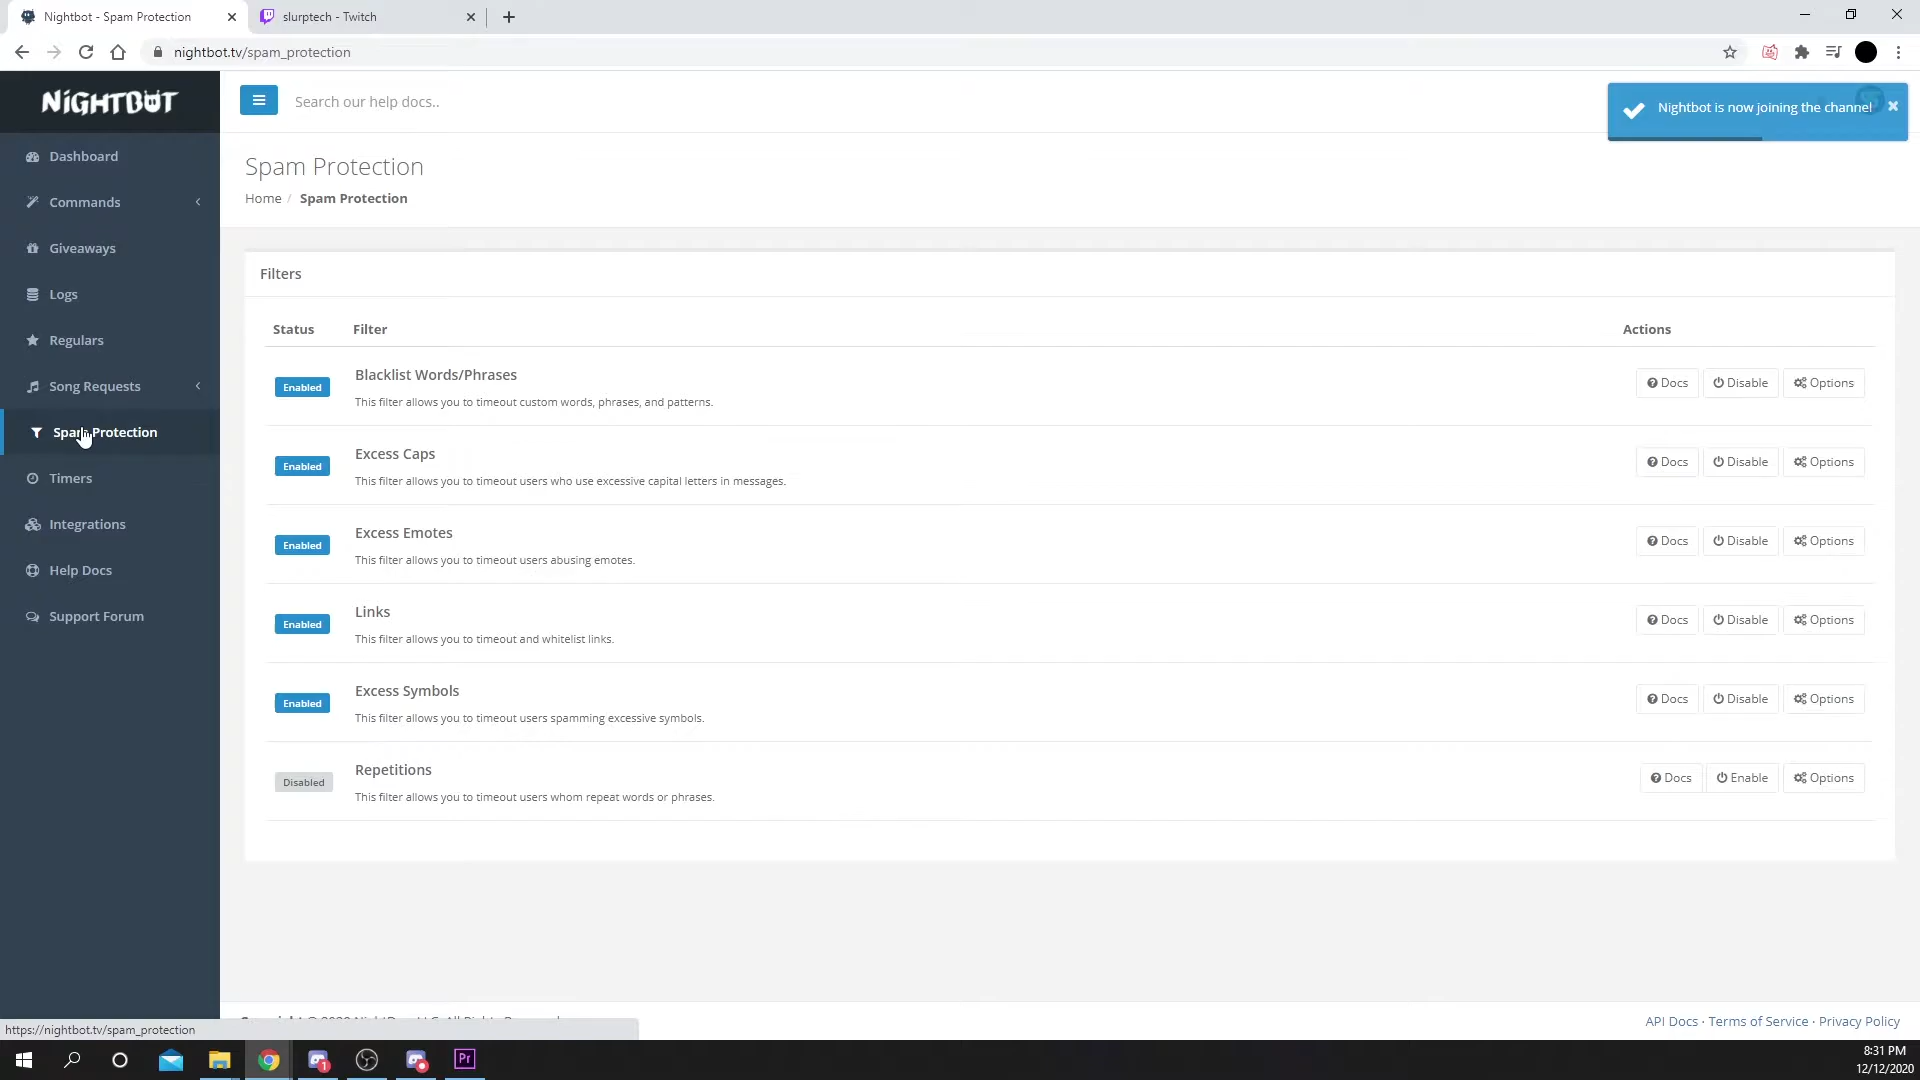 Nightbot - Spam Protection
slurptech - Twitch
nightbot.tv/spam_protection
NIGHTBOT
Search our help docs..
Nightbot is now joining the channel
Dashboard
Commands
Giveaways
Logs
Regulars
Song Requests
Spam Protection
Timers
Integrations
Help Docs
Support Forum
Spam Protection
Home / Spam Protection
Filters
Status Filter Actions
Blacklist Words/Phrases
Enabled Docs Disable Options
This filter allows you to timeout custom words, phrases, and patterns.
Excess Caps
Enabled Docs Disable Options
This filter allows you to timeout users who use excessive capital letters in messages.
Excess Emotes
Enabled Docs Disable Options
This filter allows you to timeout users abusing emotes.
Links
Enabled Docs Disable Options
This filter allows you to timeout and whitelist links.
Excess Symbols
Enabled Docs Disable Options
This filter allows you to timeout users spamming excessive symbols.
Repetitions
Disabled Docs Enable Options
This filter allows you to timeout users whom repeat words or phrases.
API Docs · Terms of Service · Privacy Policy
https://nightbot.tv/spam_protection
1
Pr
8:31 PM
12/12/2020